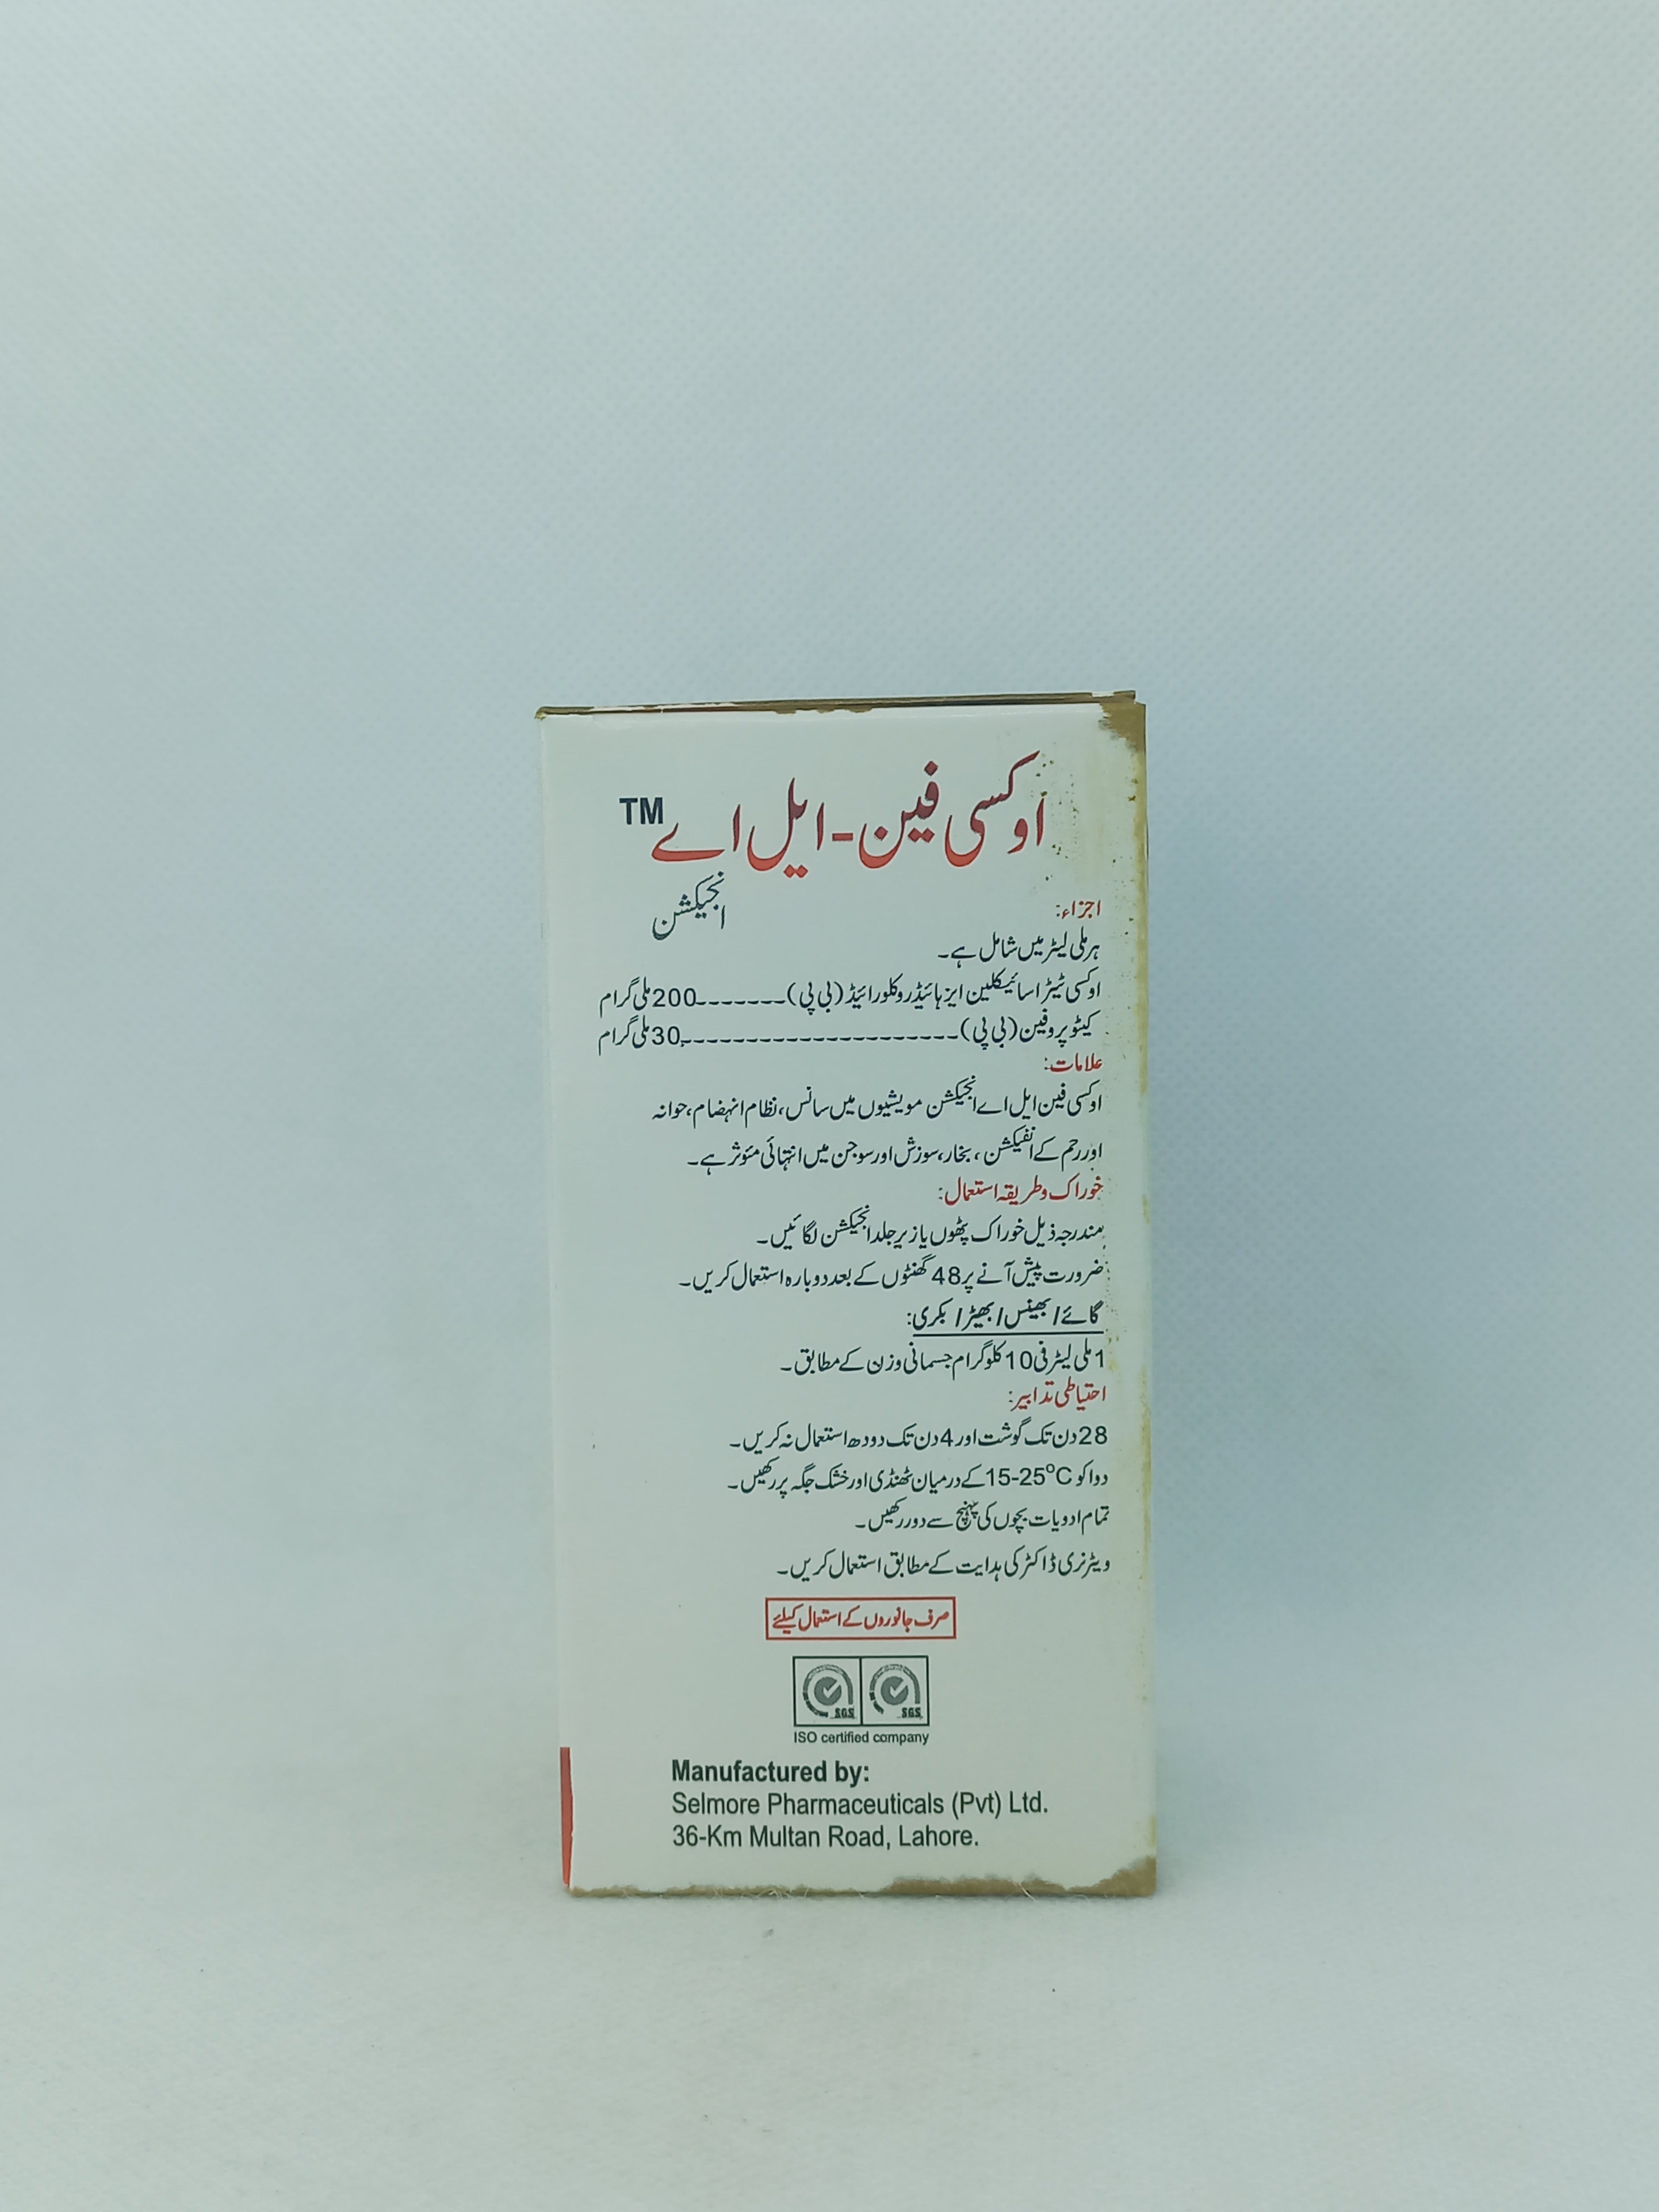 اوکسی فین-ایل اے TM
انجیکشن
اجزاء:
ہر ملی لیٹر میں شامل ہے۔
اوکسی ٹیٹراسائیکلین ایز ہائیڈروکلورائیڈ (بی پی)-------200 ملی گرام
کیٹوپروفین (بی پی)----------------------30 ملی گرام
علامات:
اوکسی فین ایل اے انجیکشن مویشیوں میں سانس، نظام انہضام، حوانہ
اور رحم کے انفیکشن، بخار، سوزش اور سوجن میں انتہائی مئوثر ہے۔
خوراک و طریقہ استعمال:
مندرجہ ذیل خوراک پٹھوں یا زیر جلد انجیکشن لگائیں۔
ضرورت پیش آنے پر 48 گھنٹوں کے بعد دوبارہ استعمال کریں۔
گائے/ بھینس/ بھیڑ/ بکری:
1 ملی لیٹر فی 10 کلوگرام جسمانی وزن کے مطابق۔
احتیاطی تدابیر:
28 دن تک گوشت اور 4 دن تک دودھ استعمال نہ کریں۔
دوا کو 15-25°C کے درمیان ٹھنڈی اور خشک جگہ پر رکھیں۔
تمام ادویات بچوں کی پہنچ سے دور رکھیں۔
ویٹرنری ڈاکٹر کی ہدایت کے مطابق استعمال کریں۔
صرف جانوروں کے استعمال کیلئے
SGS SGS
ISO certified company
Manufactured by:
Selmore Pharmaceuticals (Pvt) Ltd.
36-Km Multan Road, Lahore.